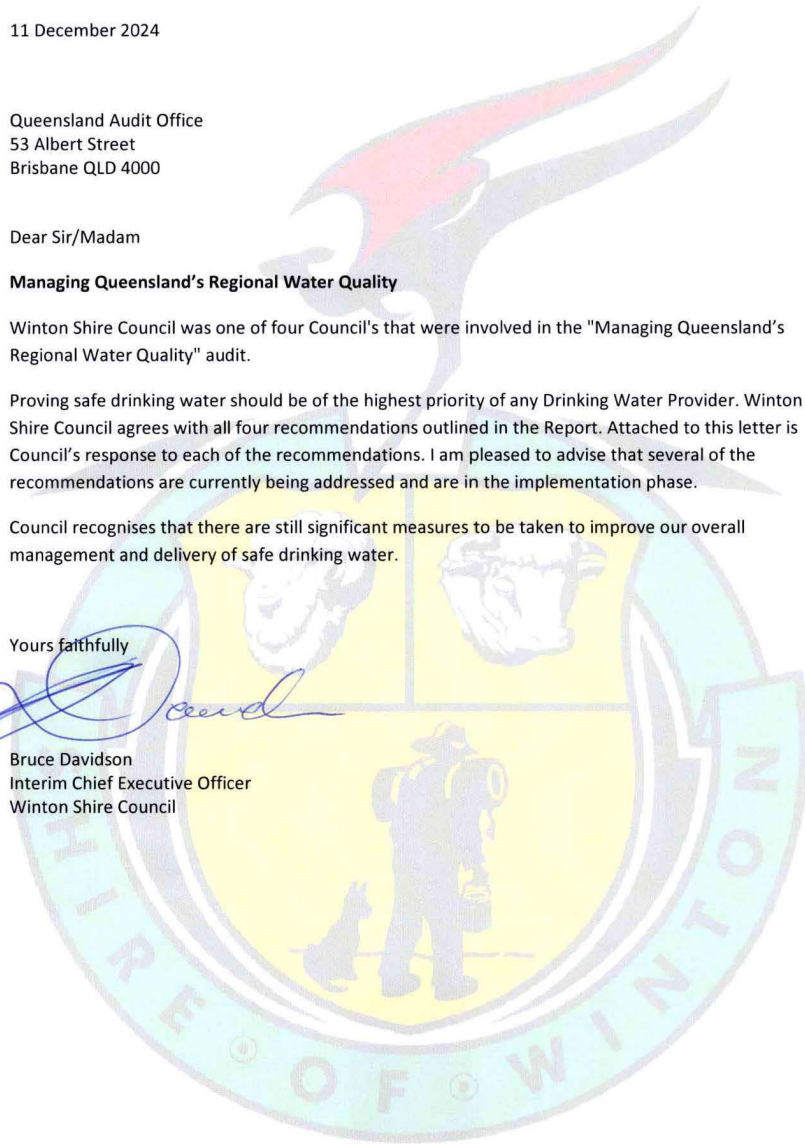 11 December 2024
Queensland Audit Office
53 Albert Street
Brisbane QLD 4000
Dear Sir/Madam
Managing Queensland’s Regional Water Quality
Winton Shire Council was one of four Council's that were involved in the "Managing Queensland’s
Regional Water Quality" audit.
Proving safe drinking water should be of the highest priority of any Drinking Water Provider. Winton
Shire Council agrees with all four recommendations outlined in the Report. Attached to this letter is
Council’s response to each of the recommendations. I am pleased to advise that several of the
recommendations are currently being addressed and are in the implementation phase.
Council recognises that there are still significant measures to be taken to improve our overall
management and delivery of safe drinking water.
Yours faithfully
Bruce Davidson
Interim Chief Executive Officer
Winton Shire Council
SHIRE OF WINTON